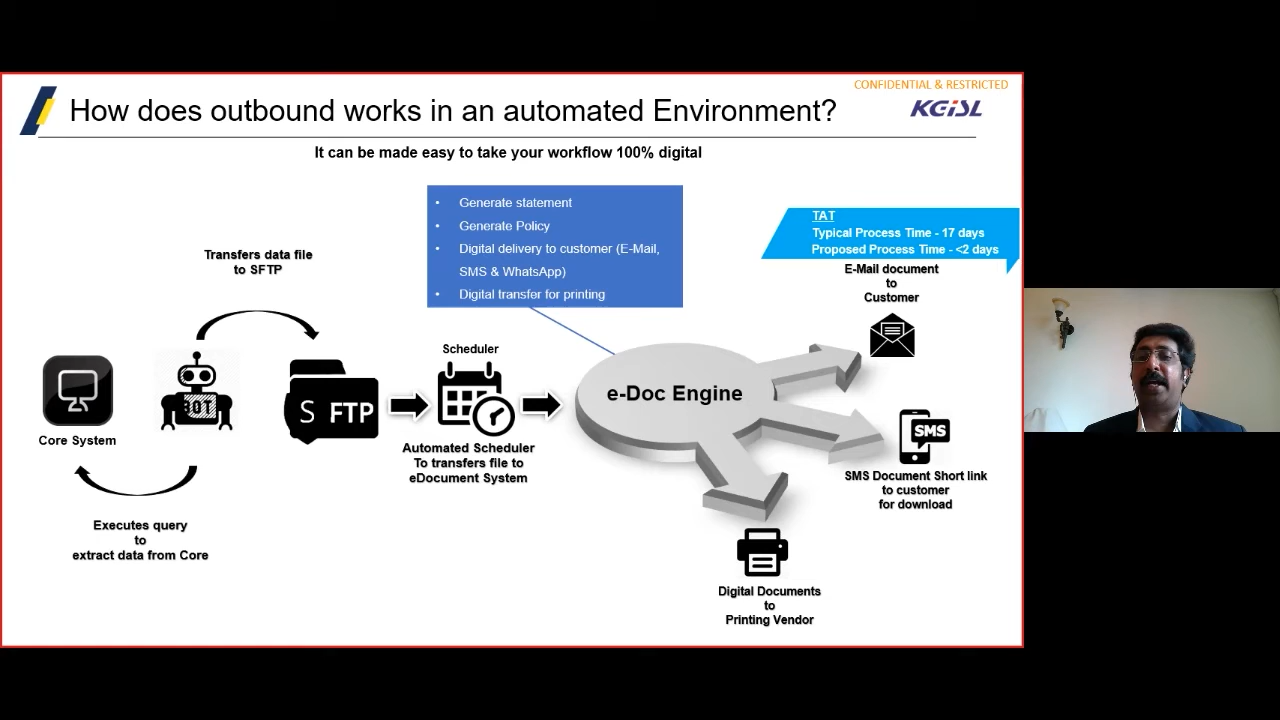 CONFIDENTIAL & RESTRICTED
How does outbound works in an automated Environment?
KGiSL
It can be made easy to take your workflow 100% digital
• Generate statement
• Generate Policy
• Digital delivery to customer (E-Mail,
SMS & WhatsApp)
• Digital transfer for printing
TAT
Typical Process Time - 17 days
Proposed Process Time - <2 days
Transfers data file
to SFTP
E-Mail document
to
Customer
Scheduler
Core System
BOT
S FTP
e-Doc Engine
SMS
Automated Scheduler
To transfers file to
eDocument System
SMS Document Short link
to customer
for download
Executes query
to
extract data from Core
Digital Documents
to
Printing Vendor